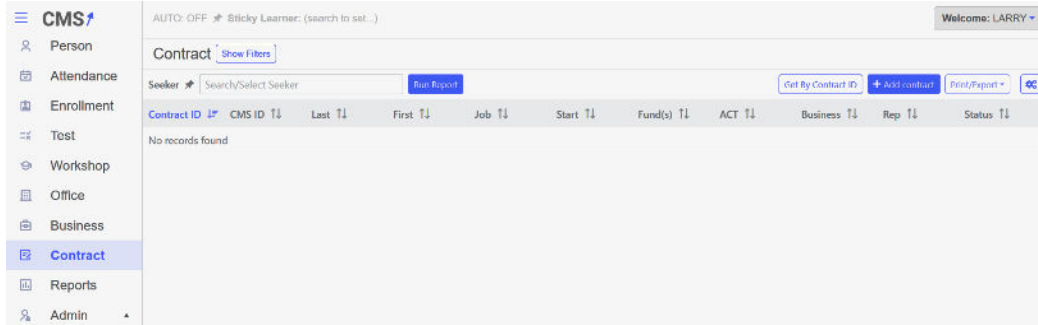 CMS
AUTO: OFF Sticky Learner: (search to set...)
Welcome: LARRY
Person
Attendance
Enrollment
Test
Workshop
Office
Business
Contract
Reports
Admin
Contract Show Filters
Seeker Search/Select Seeker Run Report Get By Contract ID + Add contract Print/Export
Contract ID CMS ID Last First Job Start Fund(s) ACT Business Rep Status
No records found